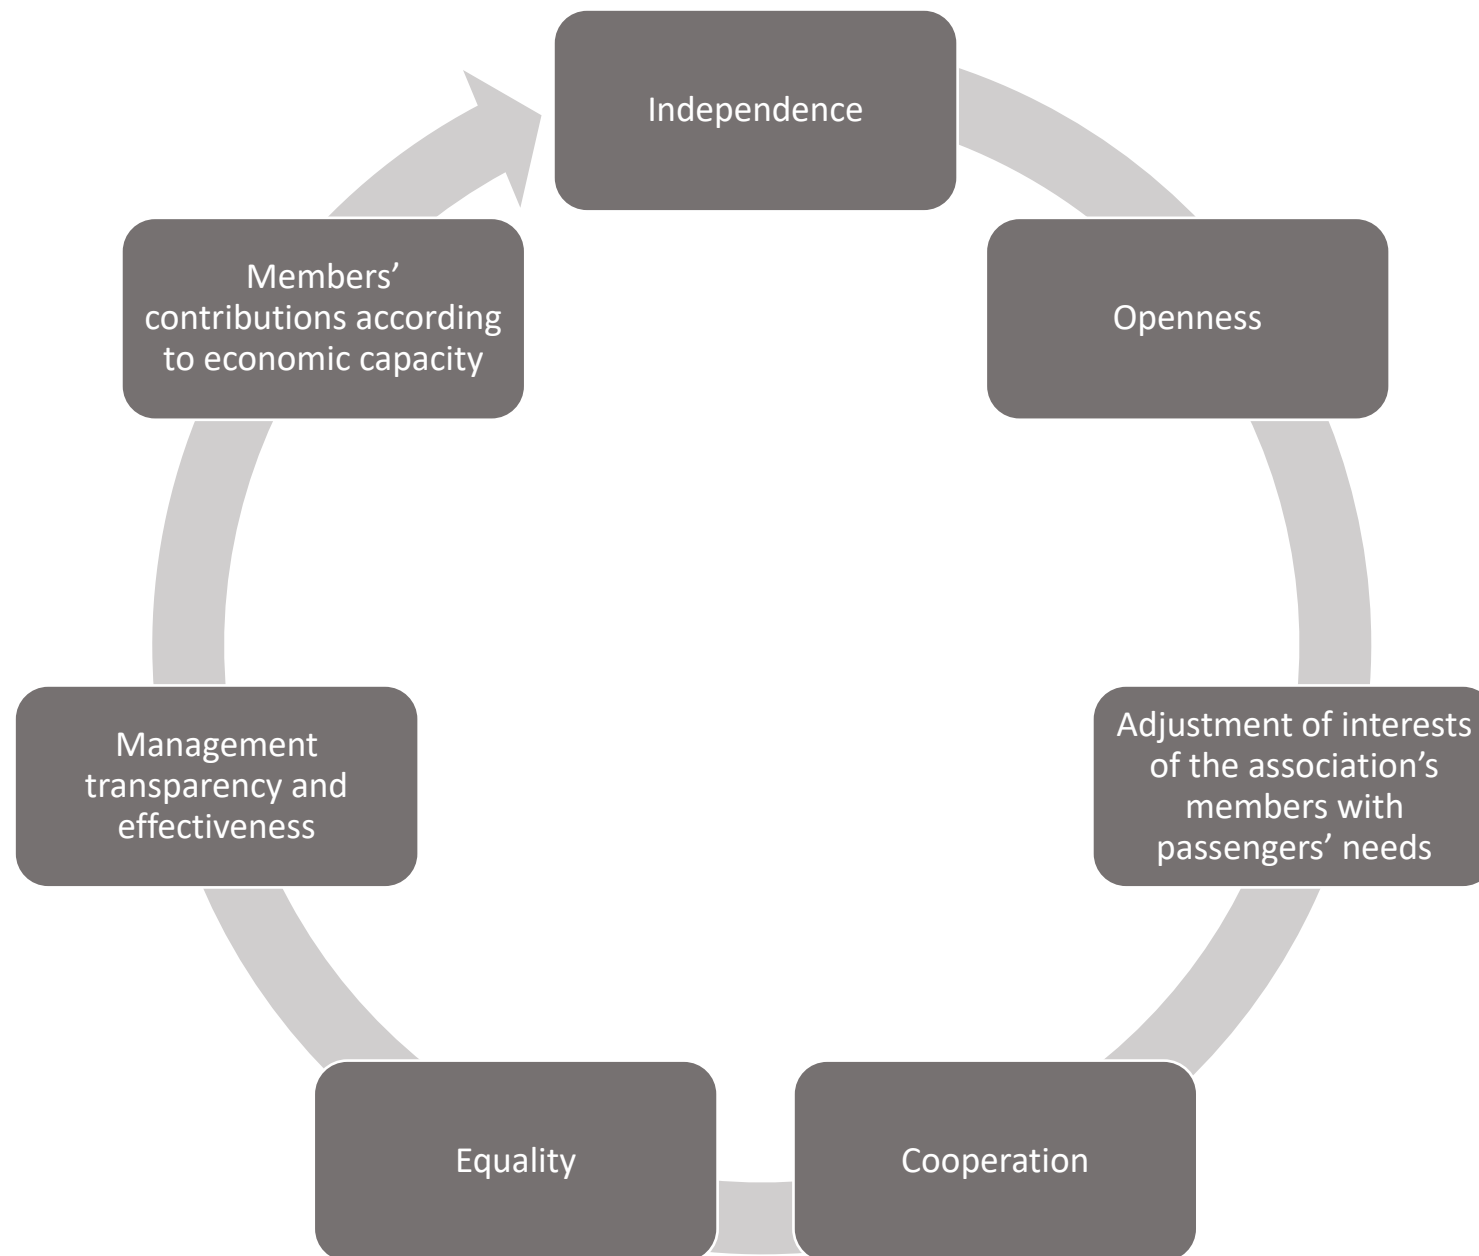 Independence
Openness
Adjustment of interests
of the association’s
members with
passengers’ needs
Cooperation
Equality
Management
transparency and
effectiveness
Members’
contributions according
to economic capacity